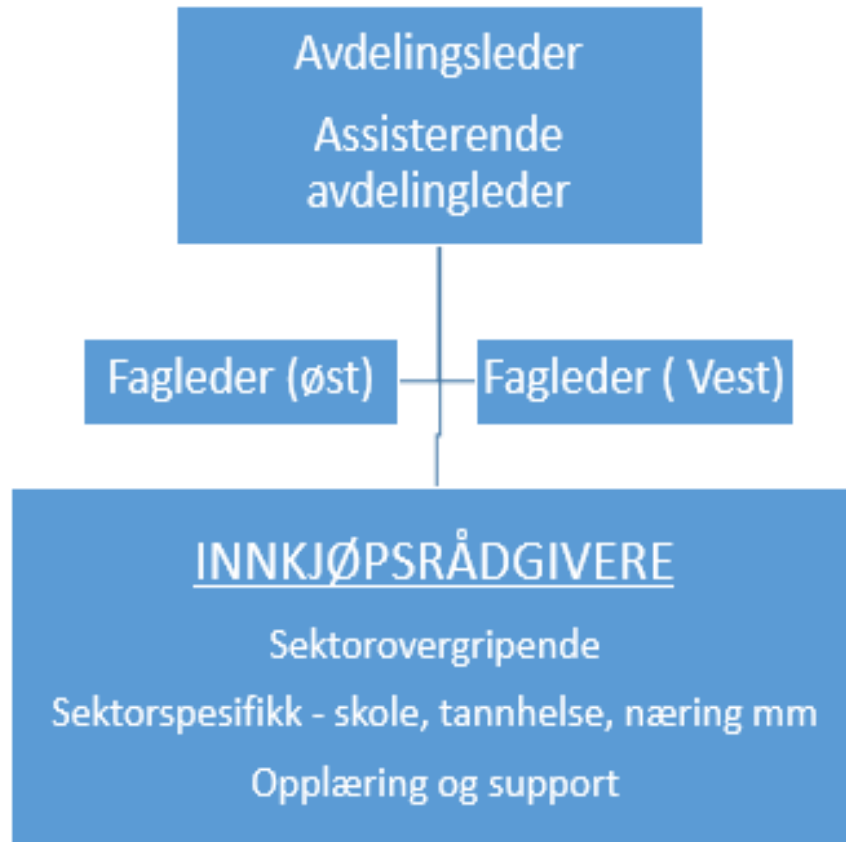 Avdelingsleder
Assisterende
avdelingleder
Fagleder (øst)
Fagleder ( Vest)
INNKJØPSRÅDGIVERE
Sektorovergripende
Sektorspesifikk - skole, tannhelse, næring mm
Opplæring og support